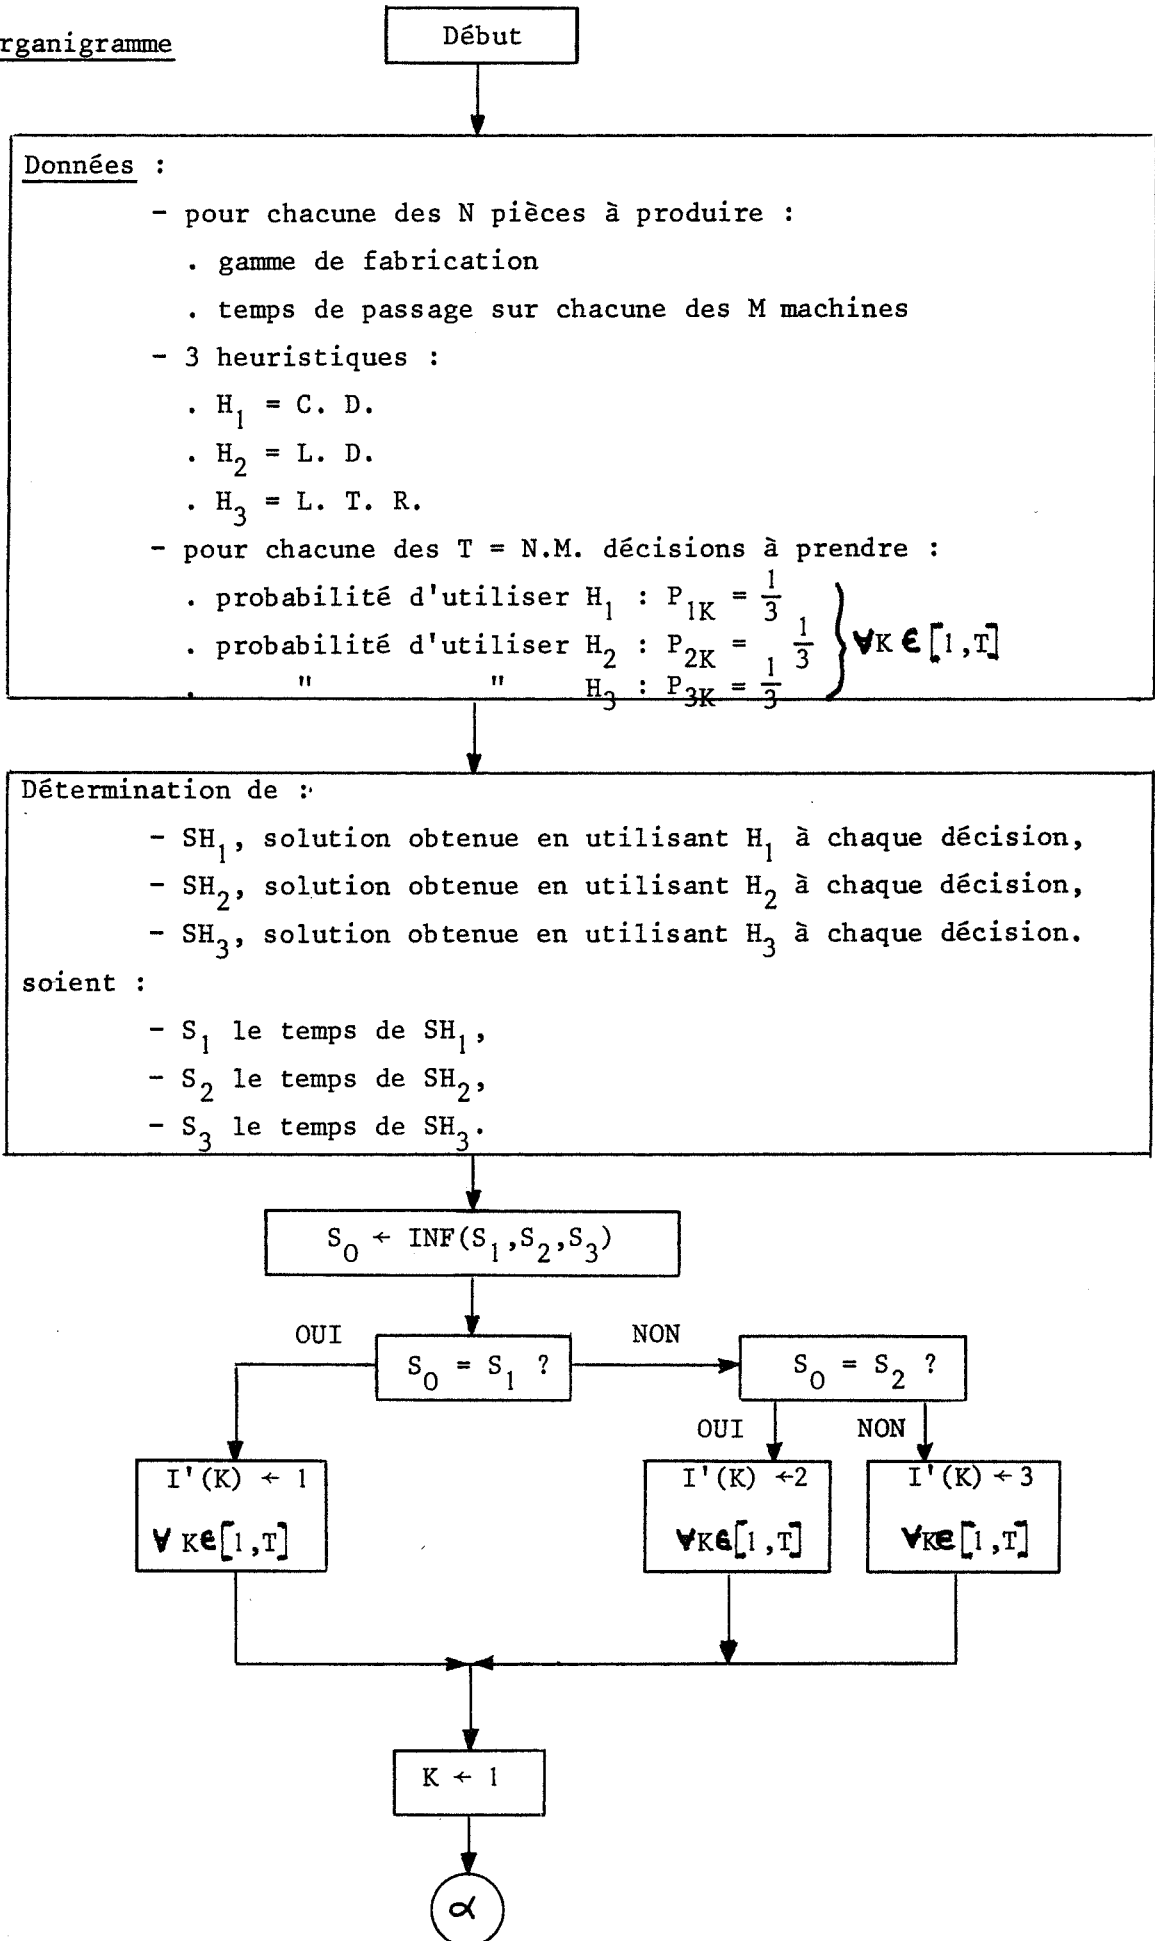 rganigramme
Début
Données :
- pour chacune des N pièces à produire :
. gamme de fabrication
. temps de passage sur chacune des M machines
- 3 heuristiques :
. H₁ = C. D.
. H₂ = L. D.
. H₃ = L. T. R.
- pour chacune des T = N.M. décisions à prendre :
. probabilité d'utiliser H₁ : P₁K = 1/3
. probabilité d'utiliser H₂ : P₂K = 1/3 } ∀K ∈ [1,T]
. " " H₃ : P₃K = 1/3
Détermination de :
- SH₁, solution obtenue en utilisant H₁ à chaque décision,
- SH₂, solution obtenue en utilisant H₂ à chaque décision,
- SH₃, solution obtenue en utilisant H₃ à chaque décision.
soient :
- S₁ le temps de SH₁,
- S₂ le temps de SH₂,
- S₃ le temps de SH₃.
S₀ ← INF(S₁,S₂,S₃)
OUI NON
S₀ = S₁ ? S₀ = S₂ ?
OUI NON
I'(K) ← 1 I'(K) ←2 I'(K) ← 3
∀ K∈[1,T] ∀K∈[1,T] ∀K∈[1,T]
K ← 1
α